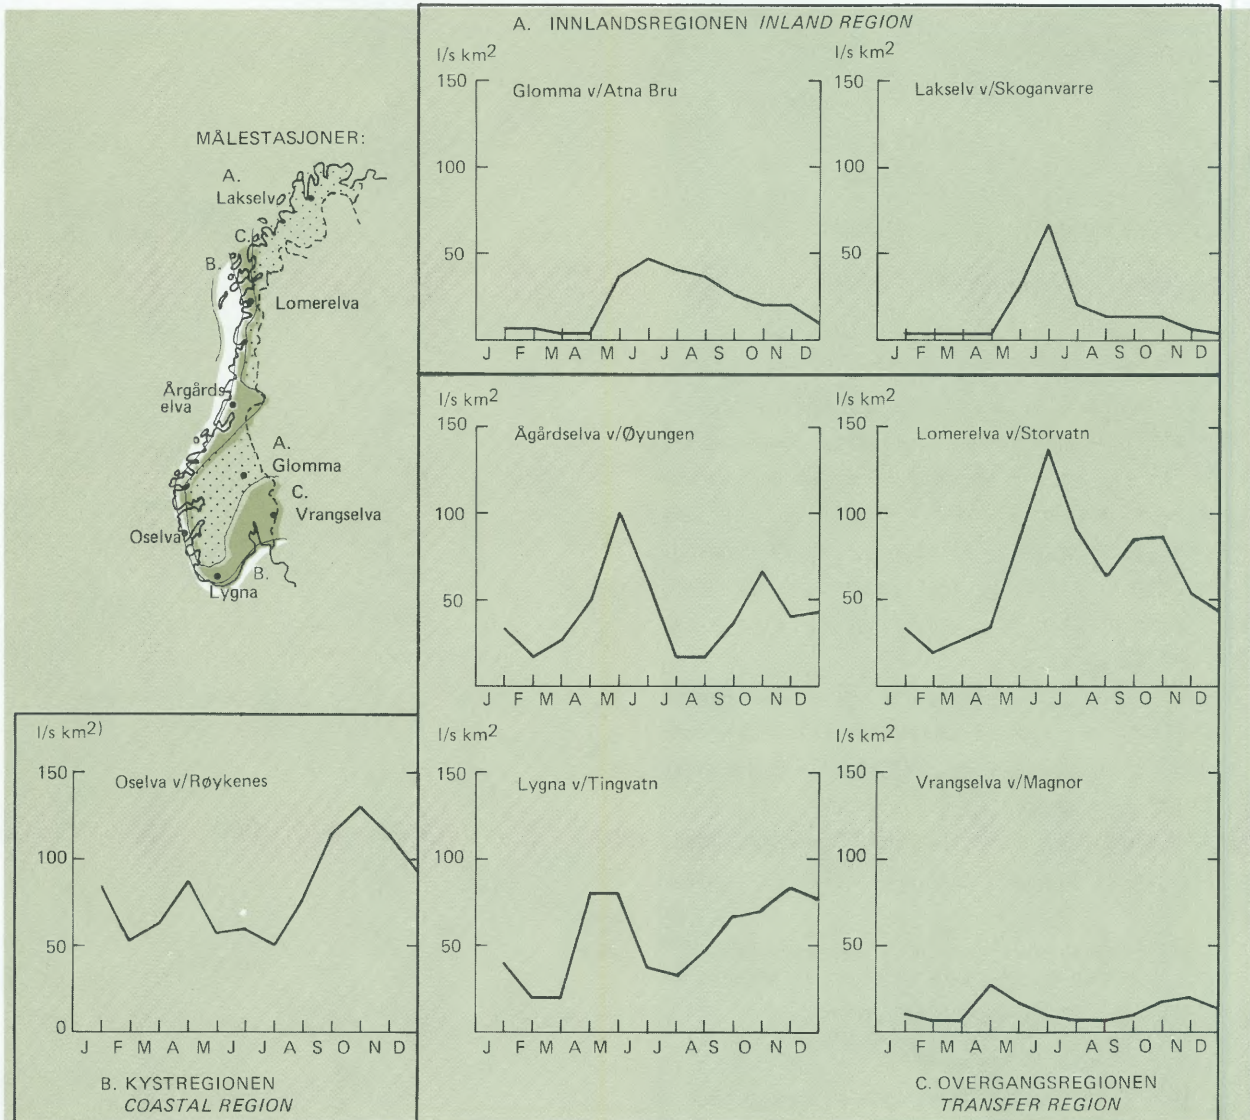 A. INNLANDSREGIONEN INLAND REGION
l/s km2
150
100
50
Glomma v/Atna Bru
J F M A M J J A S O N D
l/s km2
150
100
50
Lakselv v/Skoganvarre
J F M A M J J A S O N D
MÅLESTASJONER:
A.
Lakselv
C.
B.
Lomerelva
Årgårds
elva
A.
Glomma
C.
Vrangselva
Oselva
B.
Lygna
l/s km2
150
100
50
Ågårdselva v/Øyungen
J F M A M J J A S O N D
l/s km2
150
100
50
Lomerelva v/Storvatn
J F M A M J J A S O N D
l/s km2)
150
100
50
0
Oselva v/Røykenes
J F M A M J J A S O N D
B. KYSTREGIONEN
COASTAL REGION
l/s km2
150
100
50
Lygna v/Tingvatn
J F M A M J J A S O N D
l/s km2
150
100
50
Vrangselva v/Magnor
J F M A M J J A S O N D
C. OVERGANGSREGIONEN
TRANSFER REGION